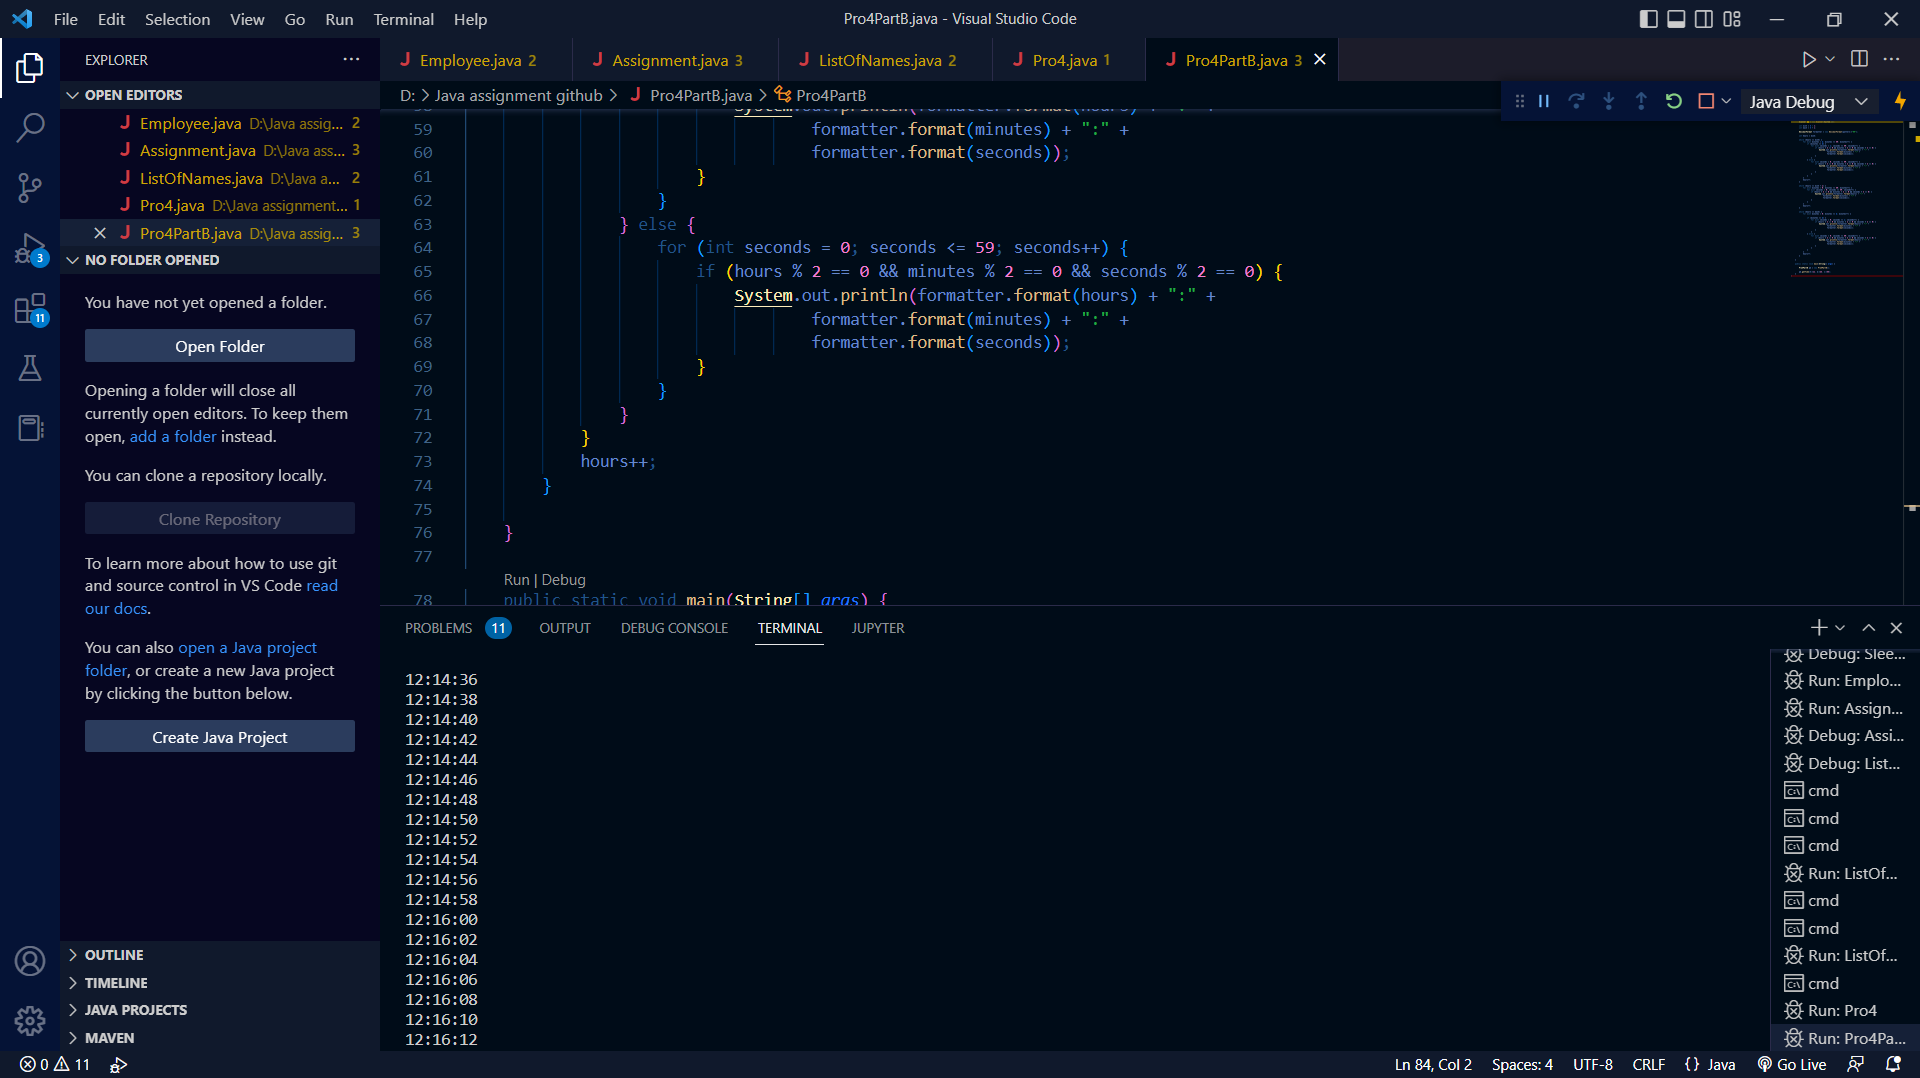 File Edit Selection View Go Run Terminal Help
Pro4PartB.java - Visual Studio Code
EXPLORER
OPEN EDITORS
Employee.java D:\Java assig... 2
Assignment.java D:\Java ass... 3
ListOfNames.java D:\Java a... 2
Pro4.java D:\Java assignment... 1
Pro4PartB.java D:\Java assig... 3
NO FOLDER OPENED
You have not yet opened a folder.
Open Folder
Opening a folder will close all
currently open editors. To keep them
open, add a folder instead.
You can clone a repository locally.
Clone Repository
To learn more about how to use git
and source control in VS Code read
our docs.
You can also open a Java project
folder, or create a new Java project
by clicking the button below.
Create Java Project
OUTLINE
TIMELINE
JAVA PROJECTS
MAVEN
3
11
Employee.java 2
Assignment.java 3
ListOfNames.java 2
Pro4.java 1
Pro4PartB.java 3
D: > Java assignment github > J Pro4PartB.java > Pro4PartB
Java Debug
System.out.println(formatter.format(hours) + ":" +
59 formatter.format(minutes) + ":" +
60 formatter.format(seconds));
61 }
62 }
63 } else {
64 for (int seconds = 0; seconds <= 59; seconds++) {
65 if (hours % 2 == 0 && minutes % 2 == 0 && seconds % 2 == 0) {
66 System.out.println(formatter.format(hours) + ":" +
67 formatter.format(minutes) + ":" +
68 formatter.format(seconds));
69 }
70 }
71 }
72 }
73 hours++;
74 }
75
76 }
77
Run | Debug
78 public static void main(String[] args) {
PROBLEMS 11 OUTPUT DEBUG CONSOLE TERMINAL JUPYTER
12:14:36
12:14:38
12:14:40
12:14:42
12:14:44
12:14:46
12:14:48
12:14:50
12:14:52
12:14:54
12:14:56
12:14:58
12:16:00
12:16:02
12:16:04
12:16:06
12:16:08
12:16:10
12:16:12
Debug: Slee...
Run: Emplo...
Run: Assign...
Debug: Assi...
Debug: List...
cmd
cmd
cmd
Run: ListOf...
cmd
cmd
Run: ListOf...
cmd
Run: Pro4
Run: Pro4Pa...
0 11
Ln 84, Col 2 Spaces: 4 UTF-8 CRLF {} Java Go Live